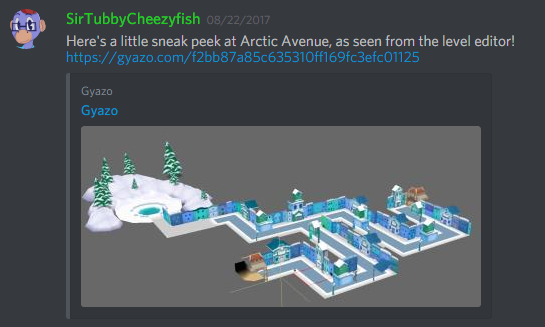 SirTubbyCheezyfish 08/22/2017
Here's a little sneak peek at Arctic Avenue, as seen from the level editor!
https://gyazo.com/f2bb87a85c635310ff169fc3efc01125
Gyazo
Gyazo